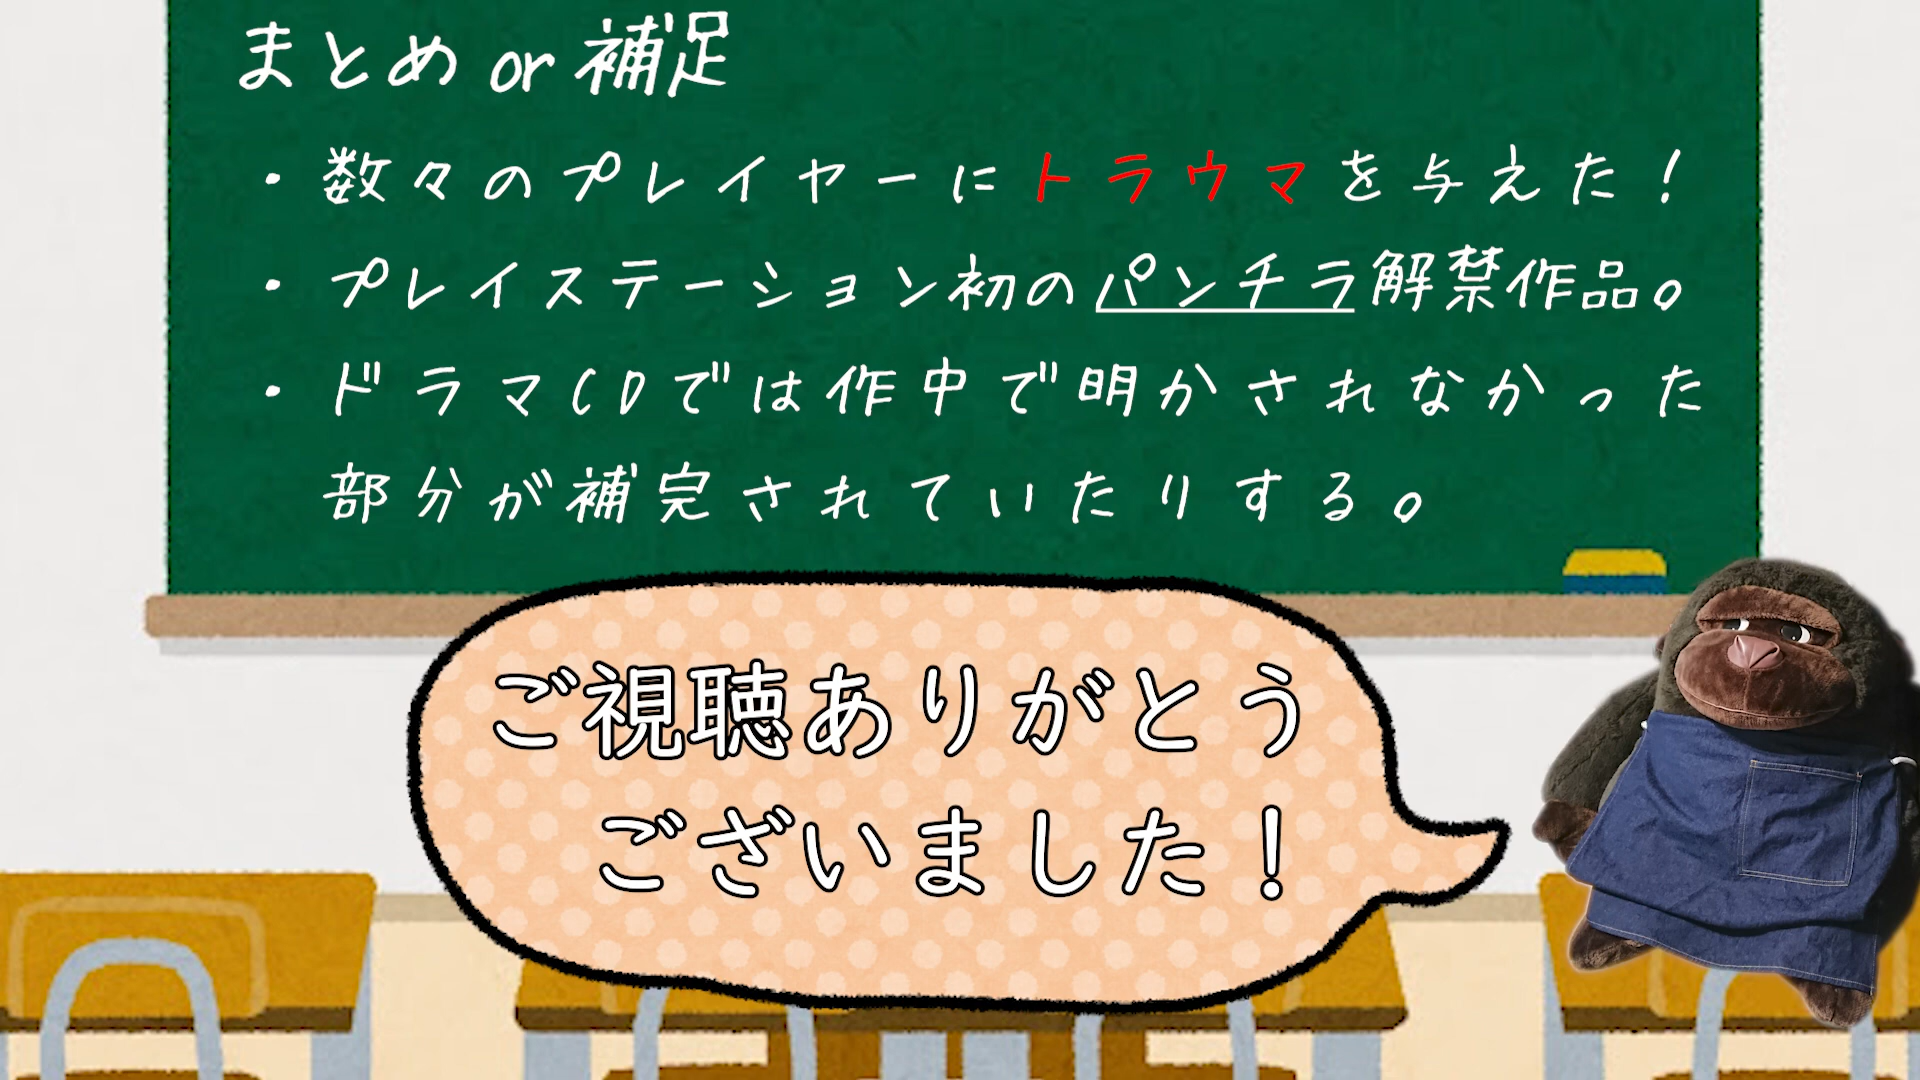 まとめor補足
・数々のプレイヤーにトラウマを与えた！
・プレイステーション初のパンチラ解禁作品。
・ドラマCDでは作中で明かされなかった
部分が補完されていたりする。
ご視聴ありがとう
ございました！